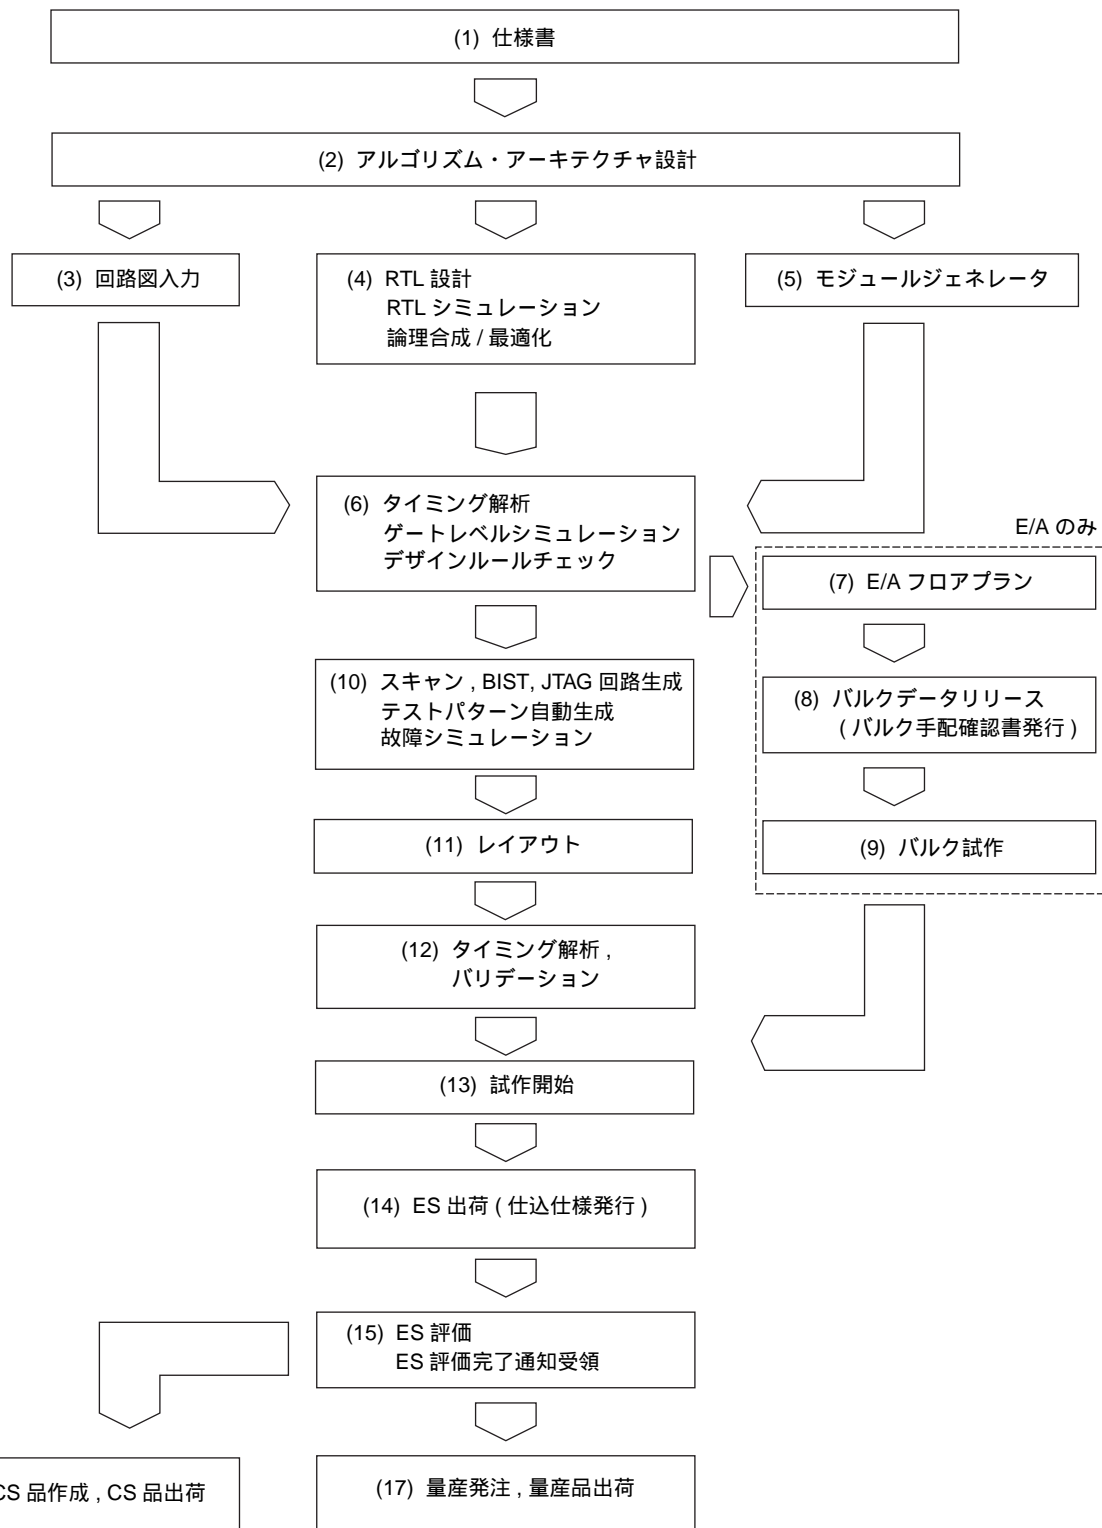 (1) 仕様書
(2) アルゴリズム・アーキテクチャ設計
(3) 回路図入力
(4) RTL 設計
RTL シミュレーション
論理合成 / 最適化
(5) モジュールジェネレータ
(6) タイミング解析
ゲートレベルシミュレーション
デザインルールチェック
E/A のみ
(7) E/A フロアプラン
(8) バルクデータリリース
( バルク手配確認書発行 )
(9) バルク試作
(10) スキャン , BIST, JTAG 回路生成
テストパターン自動生成
故障シミュレーション
(11) レイアウト
(12) タイミング解析 ,
バリデーション
(13) 試作開始
(14) ES 出荷 ( 仕込仕様発行 )
(15) ES 評価
ES 評価完了通知受領
CS 品作成 , CS 品出荷
(17) 量産発注 , 量産品出荷